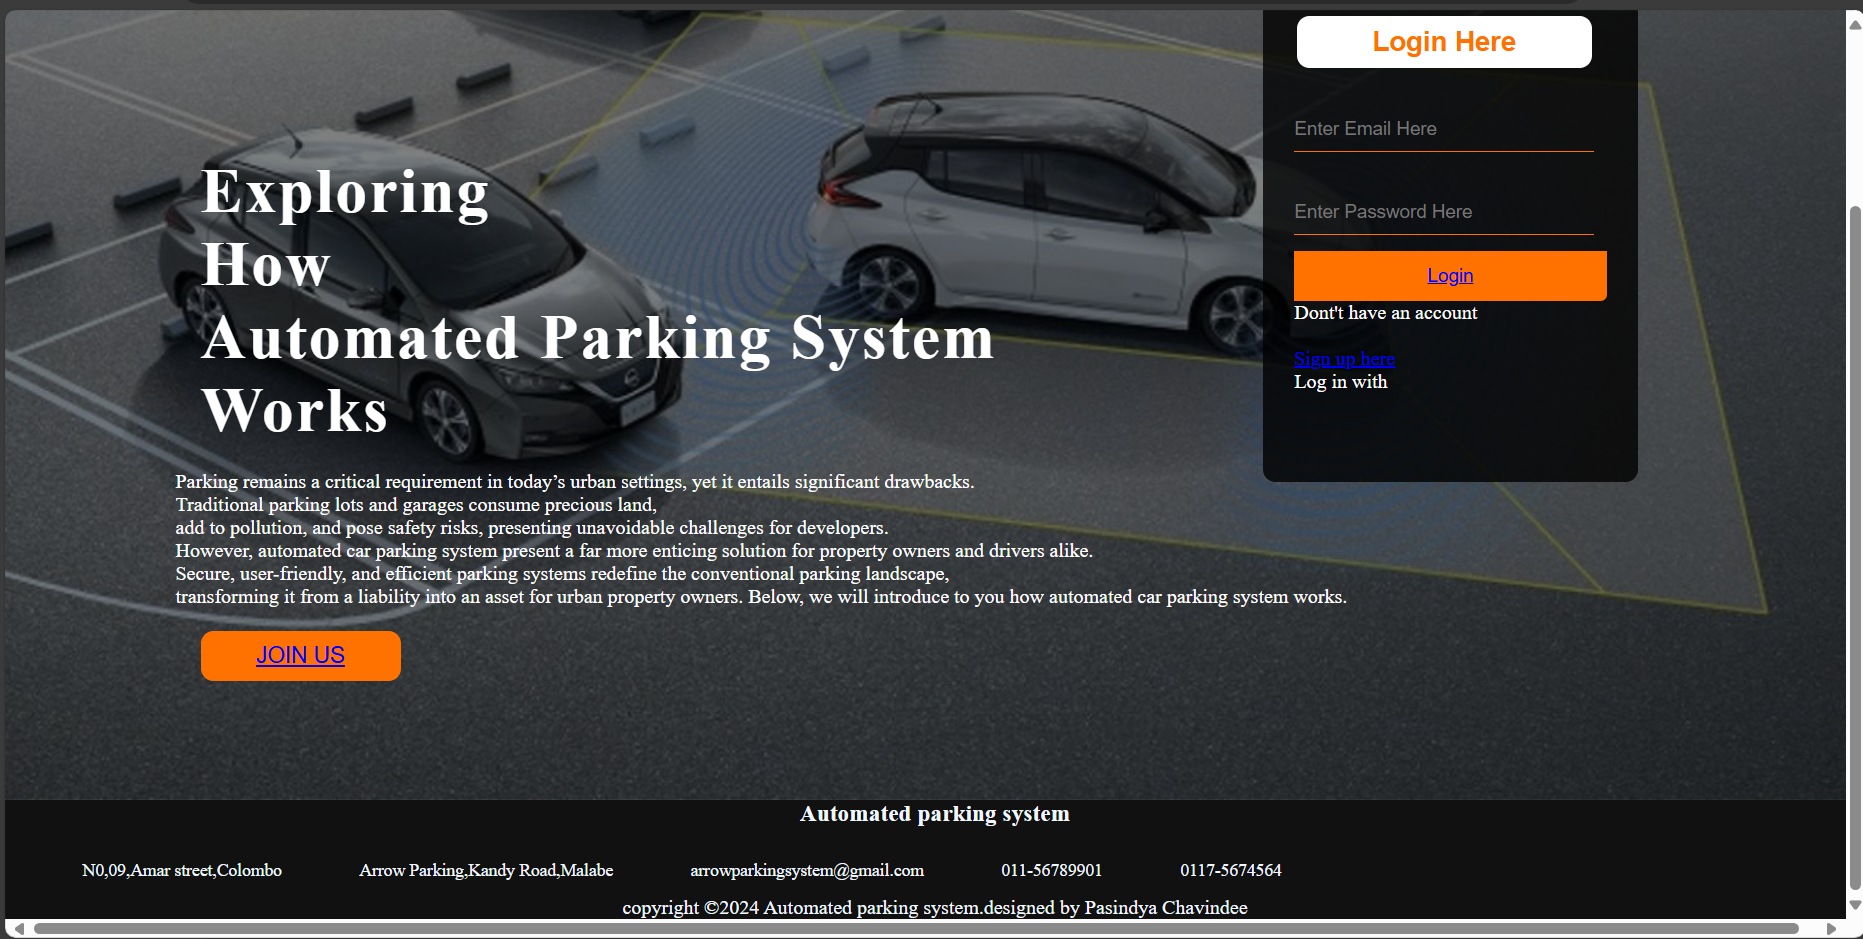 Login Here
Enter Email Here
Enter Password Here
Login
Dont't have an account
Sign up here
Log in with
Exploring
How
Automated Parking System
Works
Parking remains a critical requirement in today’s urban settings, yet it entails significant drawbacks.
Traditional parking lots and garages consume precious land,
add to pollution, and pose safety risks, presenting unavoidable challenges for developers.
However, automated car parking system present a far more enticing solution for property owners and drivers alike.
Secure, user-friendly, and efficient parking systems redefine the conventional parking landscape,
transforming it from a liability into an asset for urban property owners. Below, we will introduce to you how automated car parking system works.
JOIN US
Automated parking system
N0,09,Amar street,Colombo Arrow Parking,Kandy Road,Malabe arrowparkingsystem@gmail.com 011-56789901 0117-5674564
copyright ©2024 Automated parking system.designed by Pasindya Chavindee